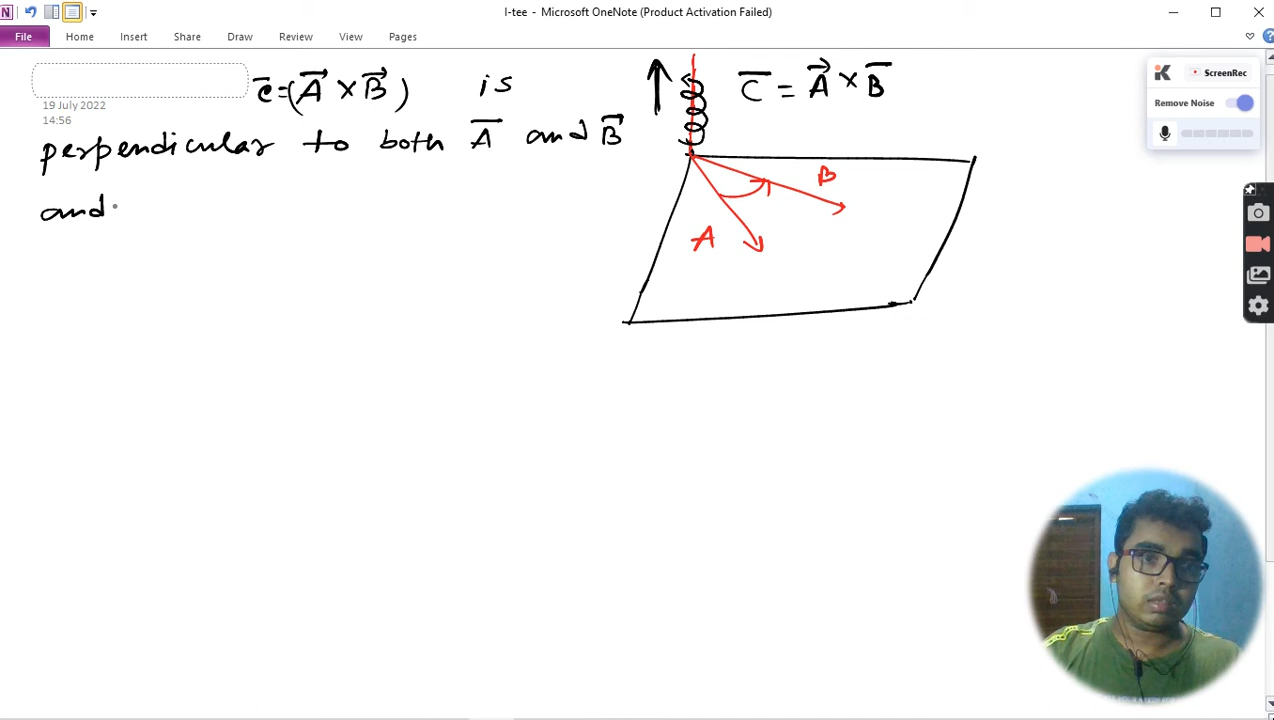 I-tee - Microsoft OneNote (Product Activation Failed)
File Home Insert Share Draw Review View Pages
19 July 2022
14:56
C̅=(A⃗ × B⃗) is
perpendicular to both A̅ and B⃗
and
C̅ = A⃗ × B̅
B
A
ScreenRec
Remove Noise